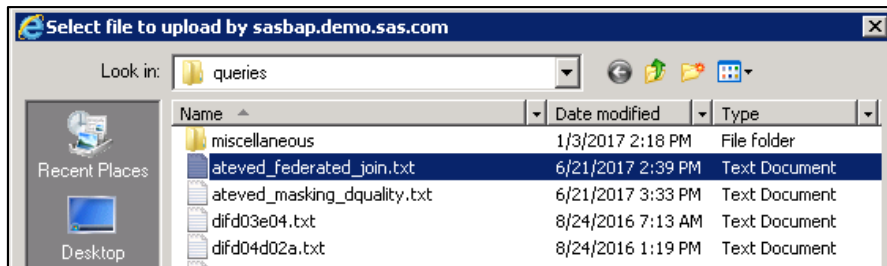 Select file to upload by sasbap.demo.sas.com
Look in: queries
Name Date modified Type
miscellaneous 1/3/2017 2:18 PM File folder
ateved_federated_join.txt 6/21/2017 2:39 PM Text Document
ateved_masking_dquality.txt 6/21/2017 3:33 PM Text Document
difd03e04.txt 8/24/2016 7:13 AM Text Document
difd04d02a.txt 8/24/2016 1:19 PM Text Document
Recent Places
Desktop